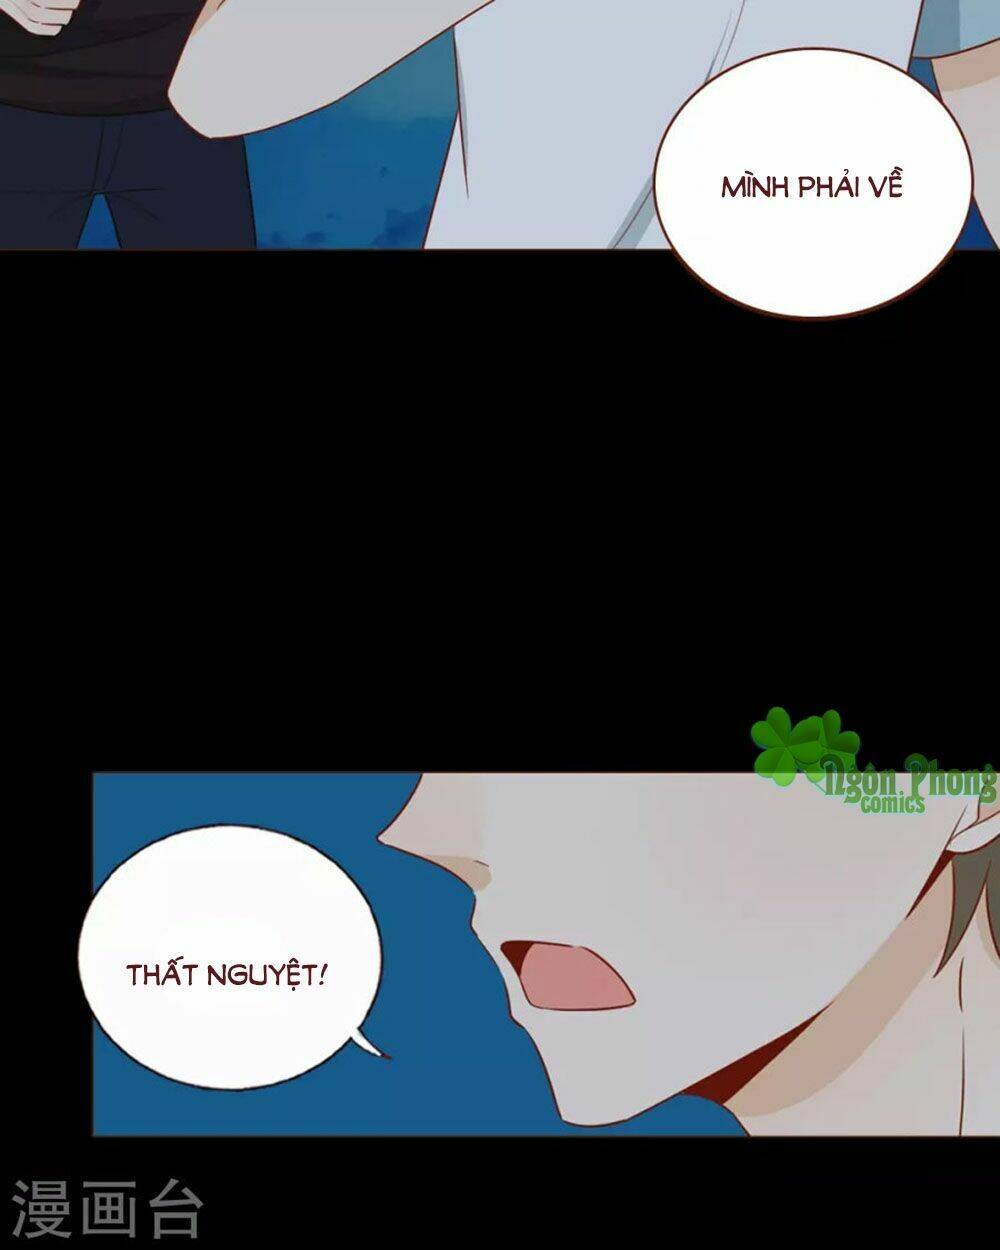 MÌNH PHẢI VỀ
Ngôn Phong
comics
THẤT NGUYỆT!
漫画台